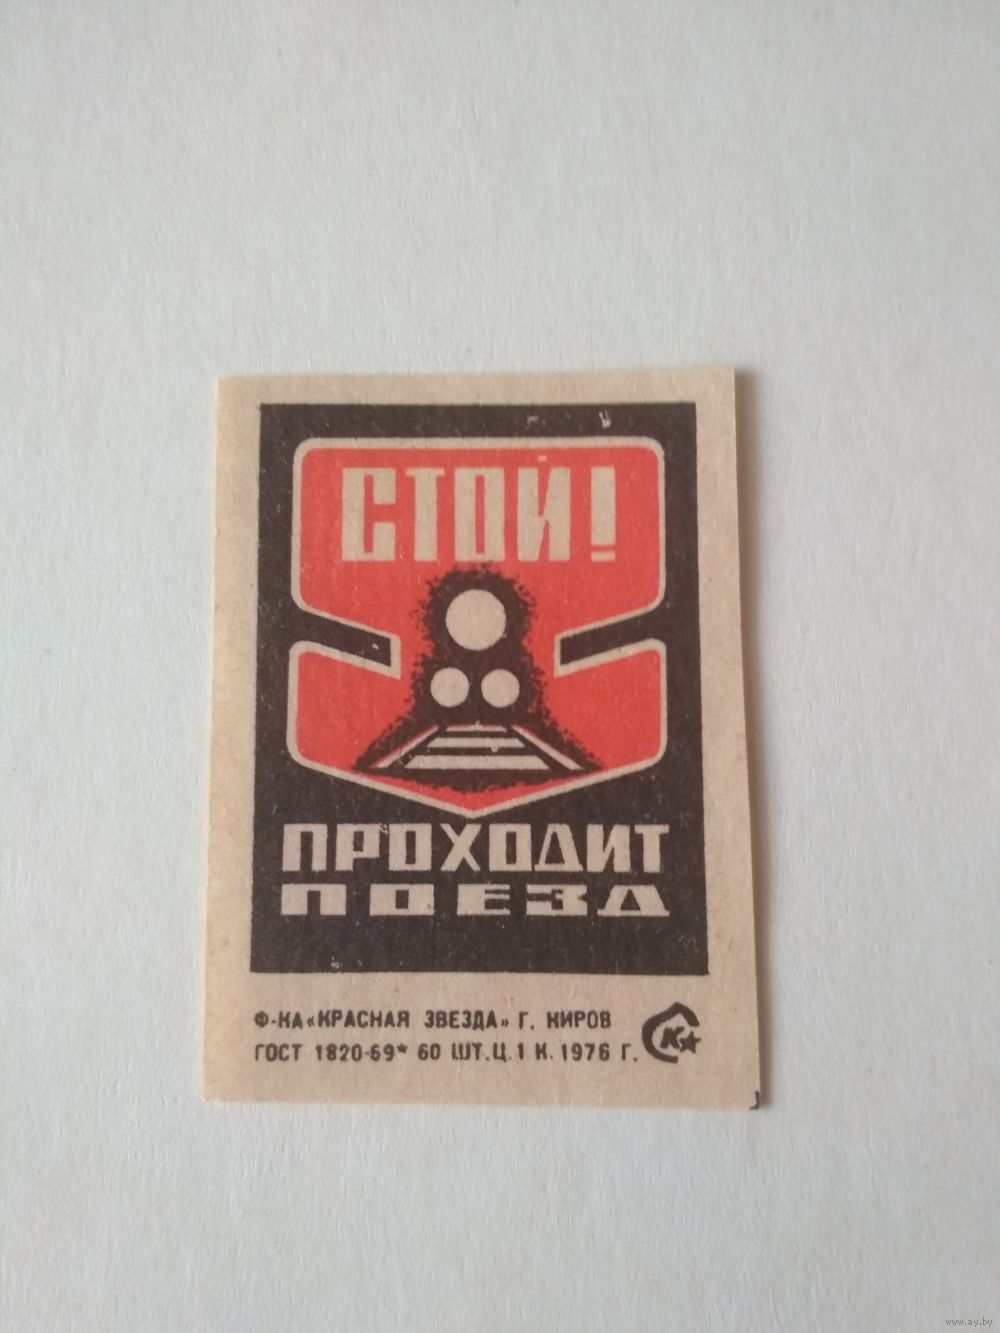 СТОЙ!
ПРОХОДИТ
ПОЕЗД
Ф-КА «КРАСНАЯ ЗВЕЗДА» Г. КИРОВ
ГОСТ 1820-69* 60 ШТ. Ц. 1 К. 1976 Г.
К
www.ay.by